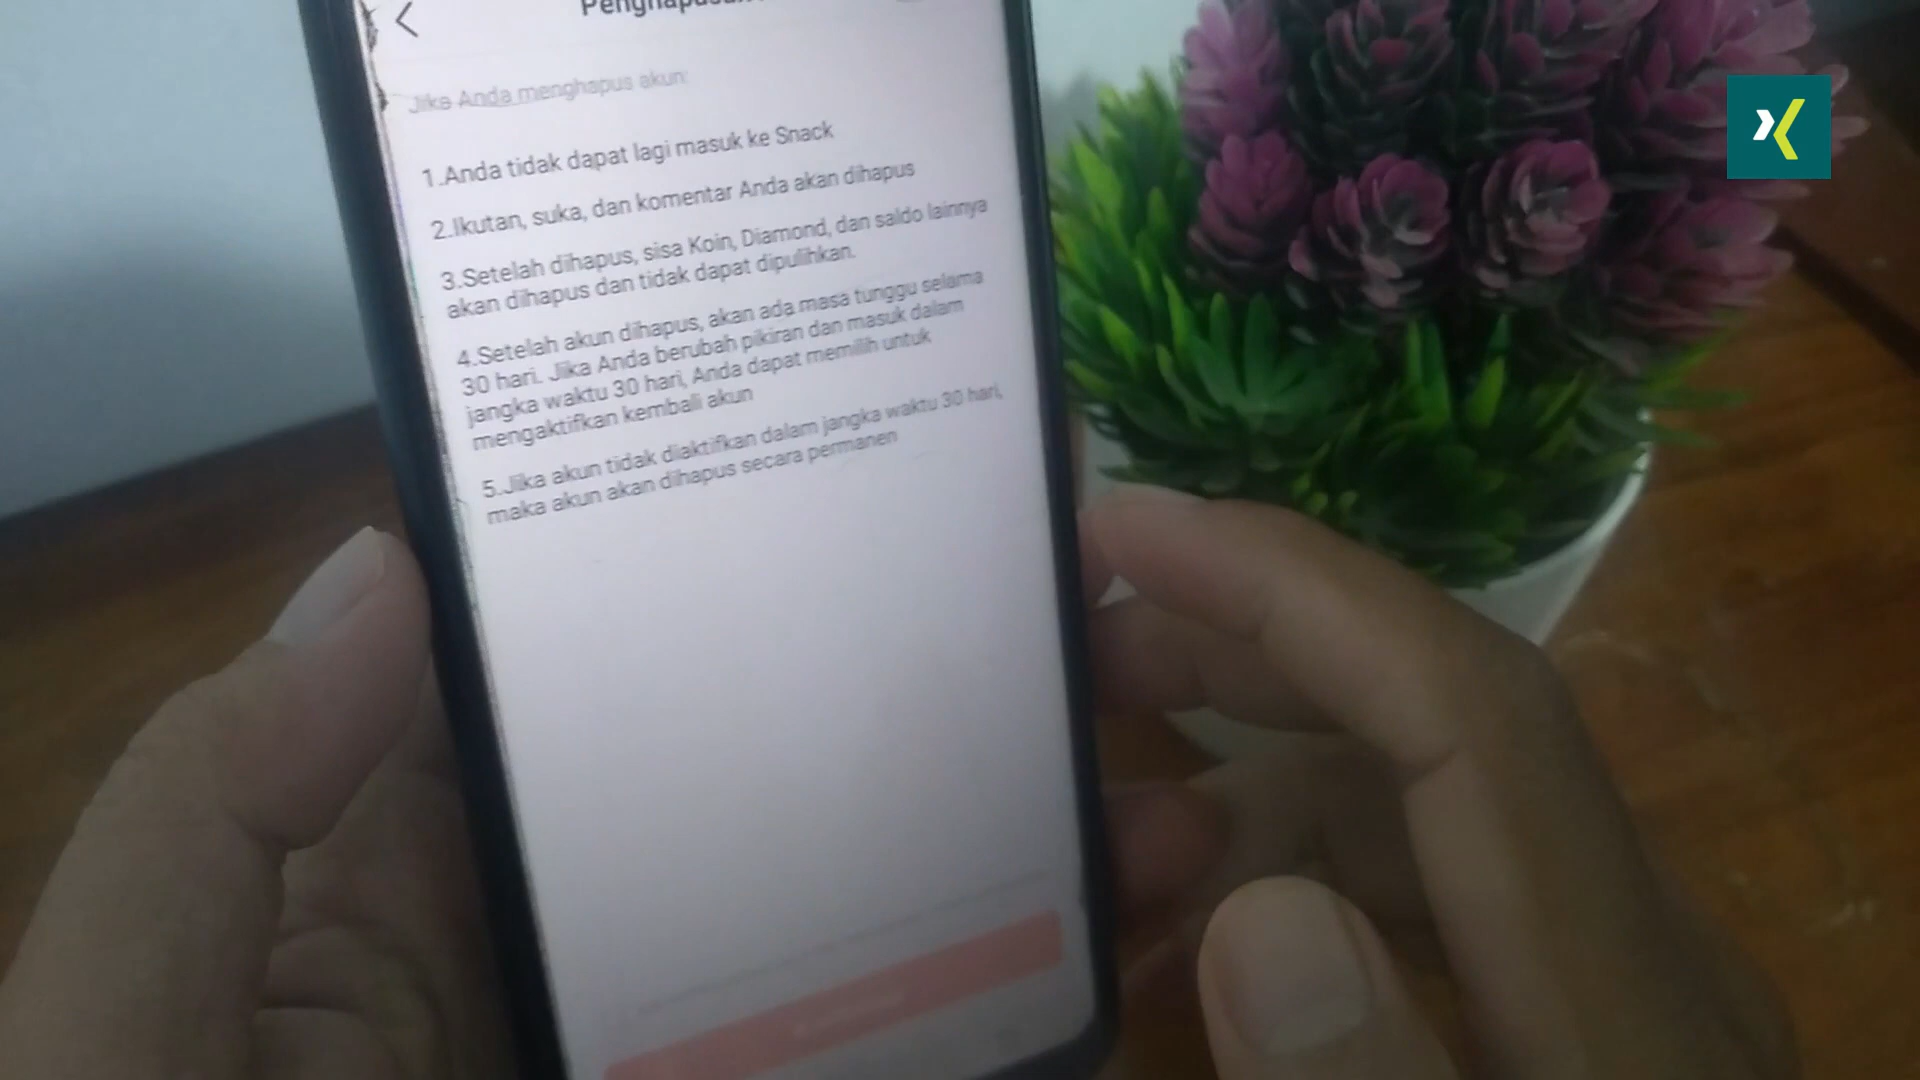 Jika Anda menghapus akun:
1.Anda tidak dapat lagi masuk ke Snack
2.Ikutan, suka, dan komentar Anda akan dihapus
3.Setelah dihapus, sisa Koin, Diamond, dan saldo lainnya
akan dihapus dan tidak dapat dipulihkan.
4.Setelah akun dihapus, akan ada masa tunggu selama
30 hari. Jika Anda berubah pikiran dan masuk dalam
jangka waktu 30 hari, Anda dapat memilih untuk
mengaktifkan kembali akun
5.Jika akun tidak diaktifkan dalam jangka waktu 30 hari,
maka akun akan dihapus secara permanen